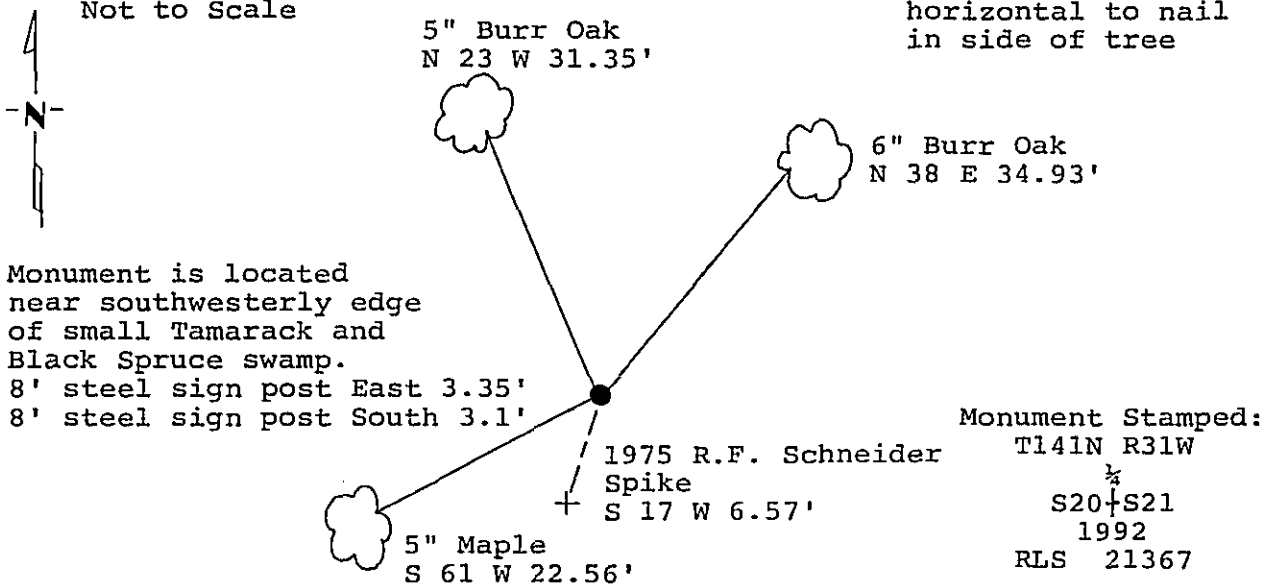 Not to Scale
horizontal to nail
in side of tree
5" Burr Oak
N 23 W 31.35'
-N-
6" Burr Oak
N 38 E 34.93'
Monument is located
near southwesterly edge
of small Tamarack and
Black Spruce swamp.
8' steel sign post East 3.35'
8' steel sign post South 3.1'
1975 R.F. Schneider
Spike
S 17 W 6.57'
5" Maple
S 61 W 22.56'
Monument Stamped:
T141N R31W
¼
S20+S21
1992
RLS 21367